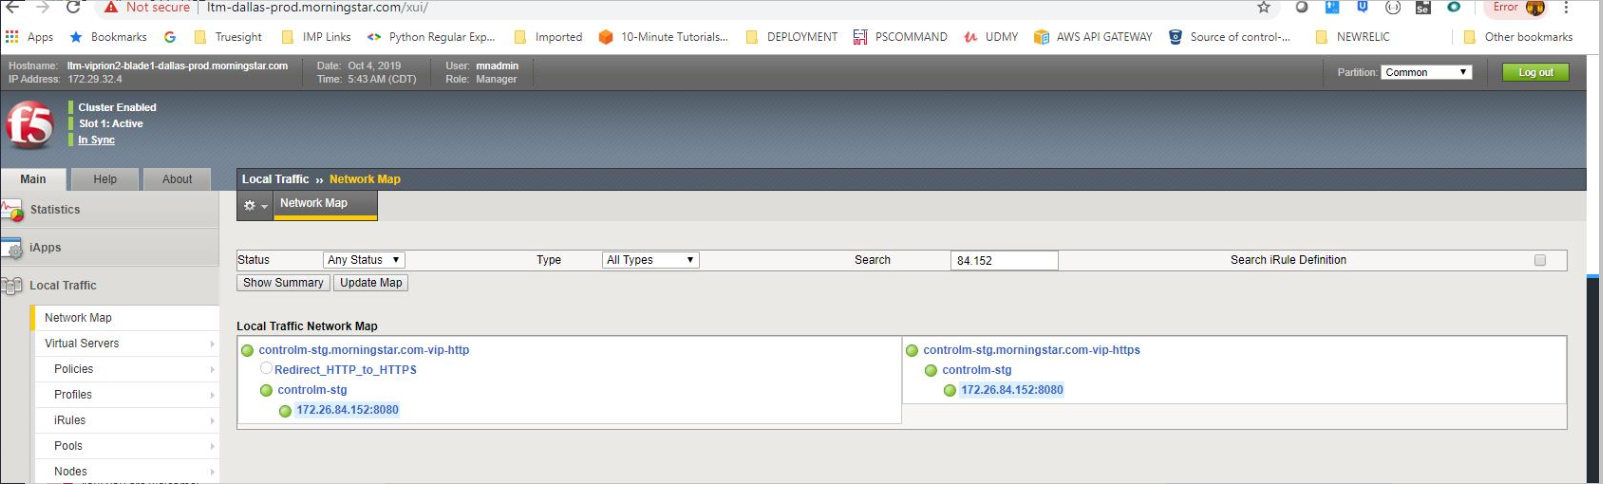 Not secure | ltm-dallas-prod.morningstar.com/xui/ Se Error
Apps Bookmarks Truesight IMP Links Python Regular Exp... Imported 10-Minute Tutorials... DEPLOYMENT PSCOMMAND UDMY AWS API GATEWAY Source of control-... NEWRELIC Other bookmarks
Hostname: ltm-viprion2-blade1-dallas-prod.morningstar.com Date: Oct 4, 2019 User: mnadmin
IP Address: 172.29.32.4 Time: 5:43 AM (CDT) Role: Manager
Partition: Common Log out
f5
Cluster Enabled
Slot 1: Active
In Sync
Main Help About
Local Traffic ›› Network Map
Network Map
Statistics
iApps
Local Traffic
Network Map
Virtual Servers
Policies
Profiles
iRules
Pools
Nodes
Status Any Status Type All Types Search 84.152 Search iRule Definition
Show Summary Update Map
Local Traffic Network Map
controlm-stg.morningstar.com-vip-http
Redirect_HTTP_to_HTTPS
controlm-stg
172.26.84.152:8080
controlm-stg.morningstar.com-vip-https
controlm-stg
172.26.84.152:8080